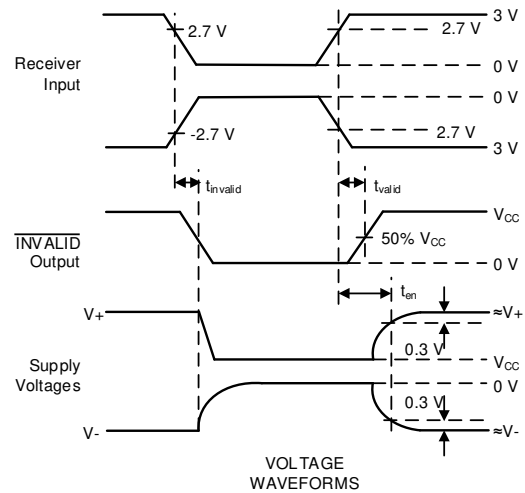 3 V
2.7 V
2.7 V
Receiver
Input
0 V
0 V
-2.7 V
2.7 V
3 V
tinvalid
tvalid
VCC
INVALID
Output
50% VCC
0 V
ten
V+
≈V+
0.3 V
VCC
Supply
Voltages
0 V
0.3 V
V-
≈V-
VOLTAGE
WAVEFORMS